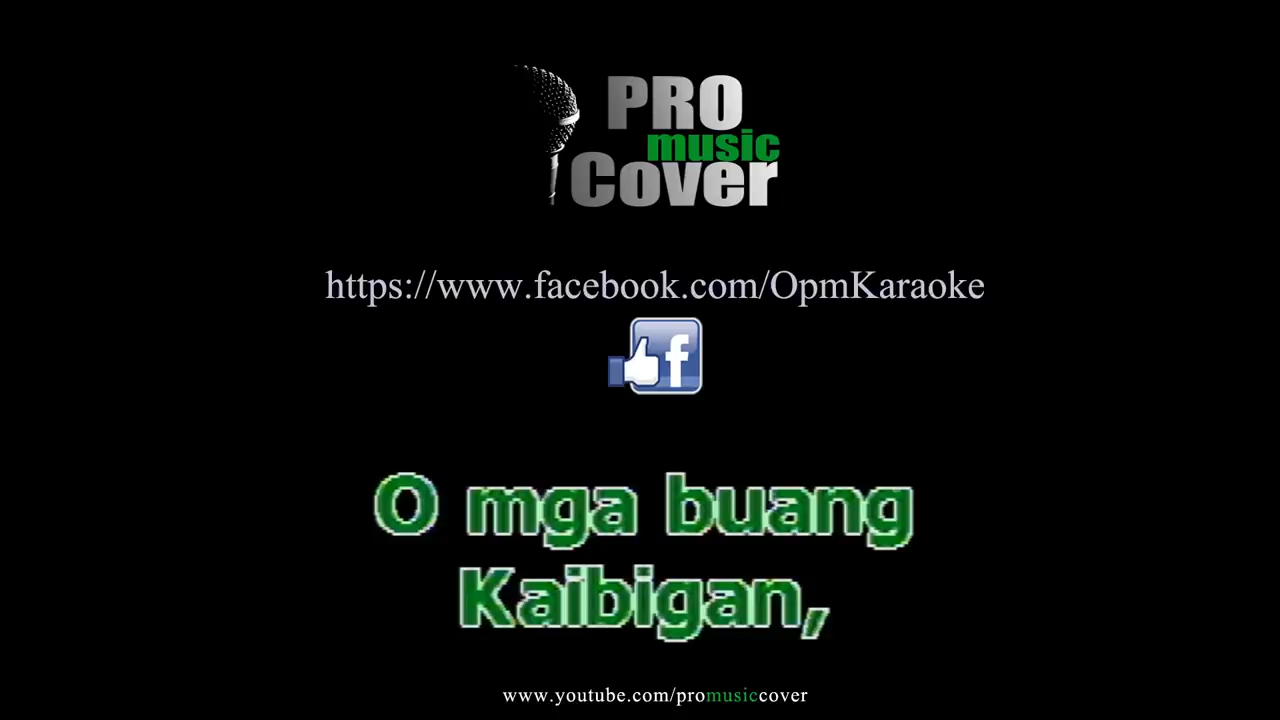 PRO
music
Cover
https://www.facebook.com/OpmKaraoke
f
O mga buang
Kaibigan,
www.youtube.com/promusiccover